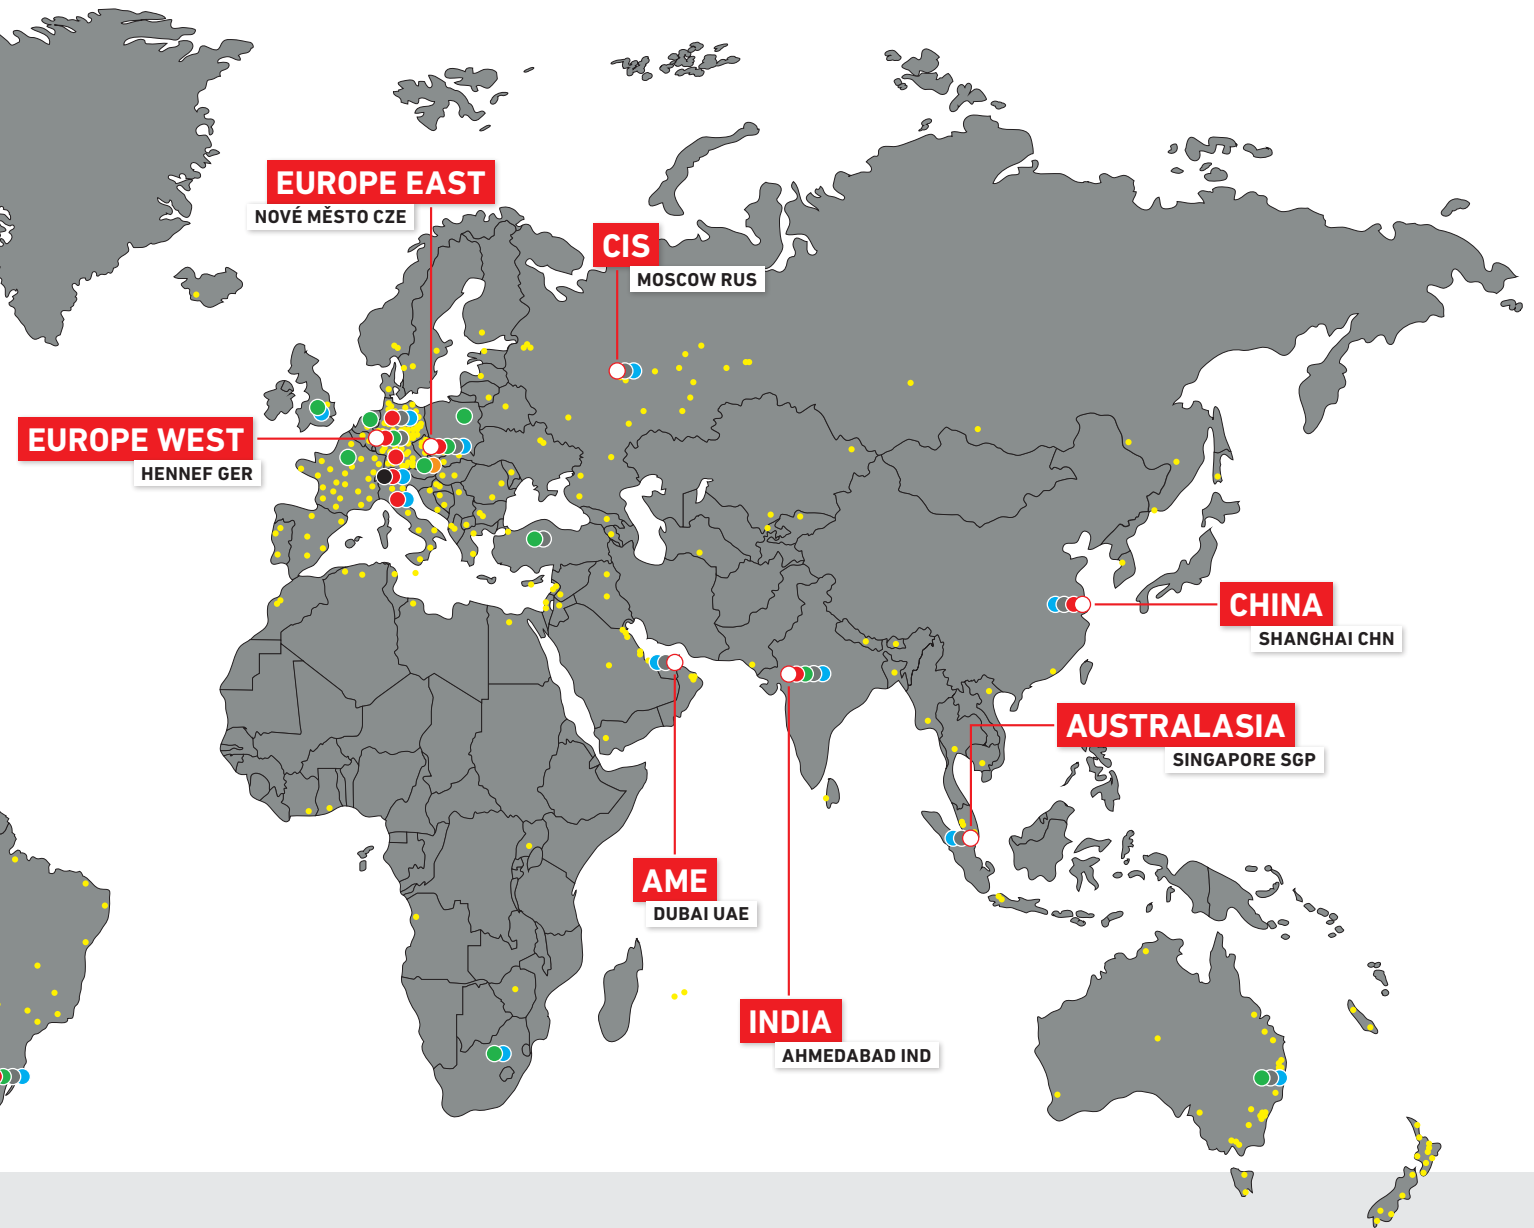 EUROPE EAST
NOVÉ MĚSTO CZE
CIS
MOSCOW RUS
EUROPE WEST
HENNEF GER
CHINA
SHANGHAI CHN
AUSTRALASIA
SINGAPORE SGP
AME
DUBAI UAE
INDIA
AHMEDABAD IND